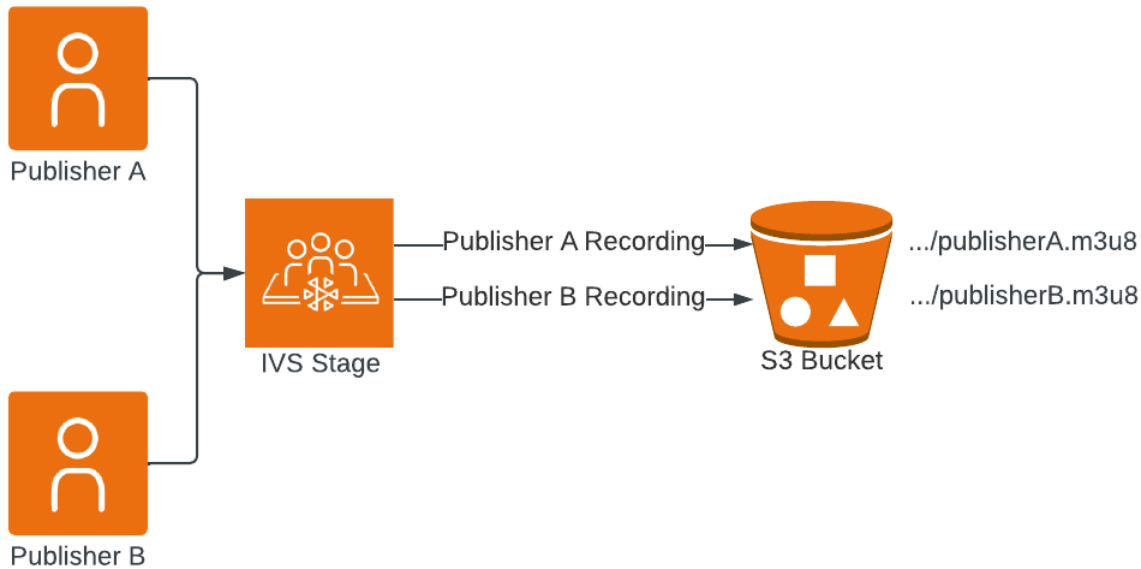 Publisher A
Publisher A Recording
.../publisherA.m3u8
Publisher B Recording
.../publisherB.m3u8
IVS Stage
S3 Bucket
Publisher B